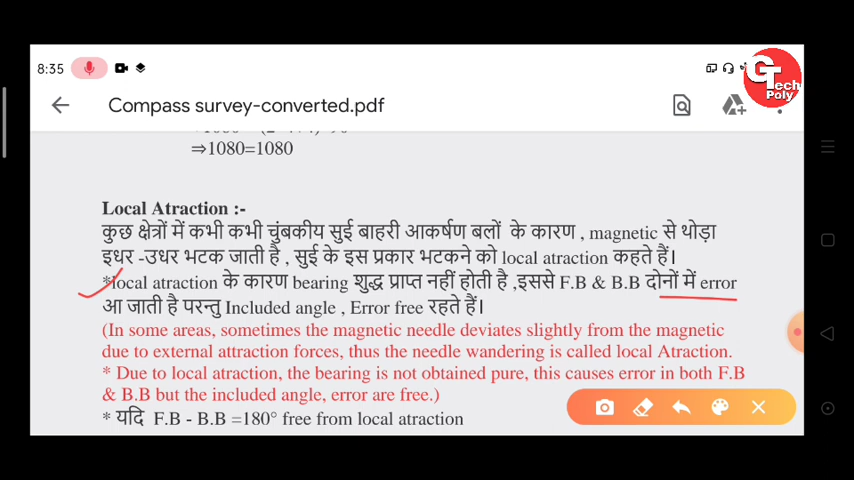 8:35
G Tech Poly
Compass survey-converted.pdf
⇒1080=1080
Local Atraction :-
कुछ क्षेत्रों में कभी कभी चुंबकीय सुई बाहरी आकर्षण बलों के कारण , magnetic से थोड़ा
इधर -उधर भटक जाती है , सुई के इस प्रकार भटकने को local atraction कहते हैं।
*local atraction के कारण bearing शुद्ध प्राप्त नहीं होती है ,इससे F.B & B.B दोनों में error
आ जाती है परन्तु Included angle , Error free रहते हैं।
(In some areas, sometimes the magnetic needle deviates slightly from the magnetic
due to external attraction forces, thus the needle wandering is called local Atraction.
* Due to local atraction, the bearing is not obtained pure, this causes error in both F.B
& B.B but the included angle, error are free.)
* यदि F.B - B.B =180° free from local atraction